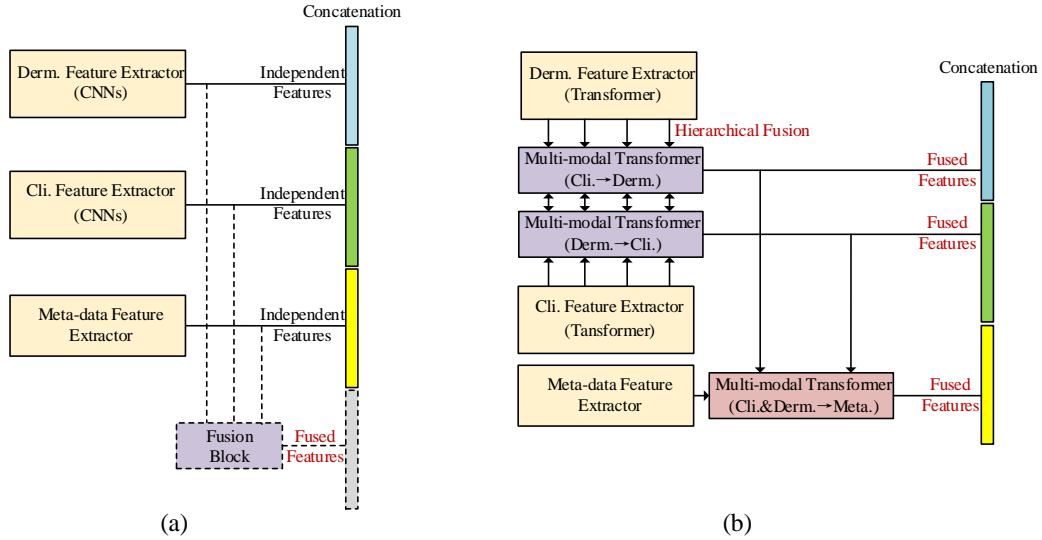 Concatenation
Derm. Feature Extractor
(CNNs)
Independent
Features
Cli. Feature Extractor
(CNNs)
Independent
Features
Meta-data Feature
Extractor
Independent
Features
Fusion
Block
Fused
Features
(a)
Concatenation
Derm. Feature Extractor
(Transformer)
Hierarchical Fusion
Multi-modal Transformer
(Cli.→Derm.)
Fused
Features
Multi-modal Transformer
(Derm.→Cli.)
Fused
Features
Cli. Feature Extractor
(Tansformer)
Meta-data Feature
Extractor
Multi-modal Transformer
(Cli.&Derm.→Meta.)
Fused
Features
(b)